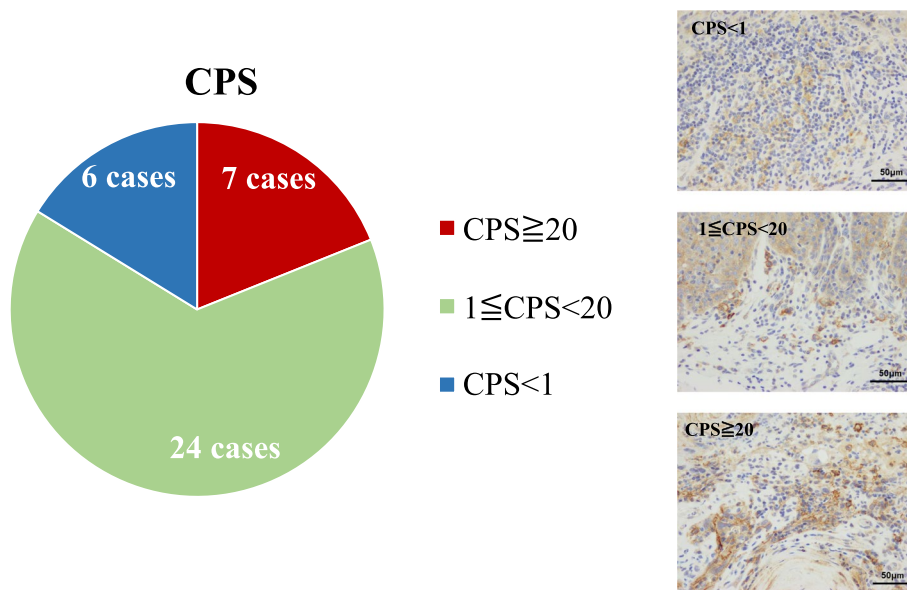 CPS
6 cases
7 cases
24 cases
CPS≧20
1≦CPS<20
CPS<1
CPS<1
50μm
1≦CPS<20
50μm
CPS≧20
50μm